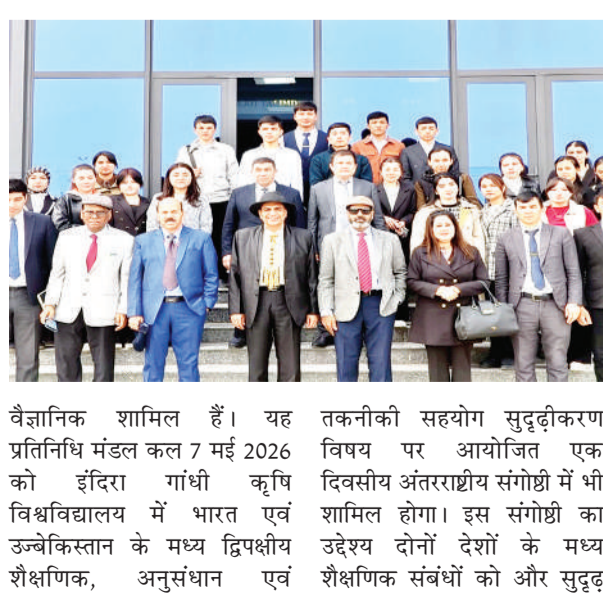 वैज्ञानिक शामिल हैं। यह
प्रतिनिधि मंडल कल 7 मई 2026
को इंदिरा गांधी कृषि
विश्वविद्यालय में भारत एवं
उज्बेकिस्तान के मध्य द्विपक्षीय
शैक्षणिक, अनुसंधान एवं
तकनीकी सहयोग सुदृढ़ीकरण
विषय पर आयोजित एक
दिवसीय अंतरराष्ट्रीय संगोष्ठी में भी
शामिल होगा। इस संगोष्ठी का
उद्देश्य दोनों देशों के मध्य
शैक्षणिक संबंधों को और सुदृढ़